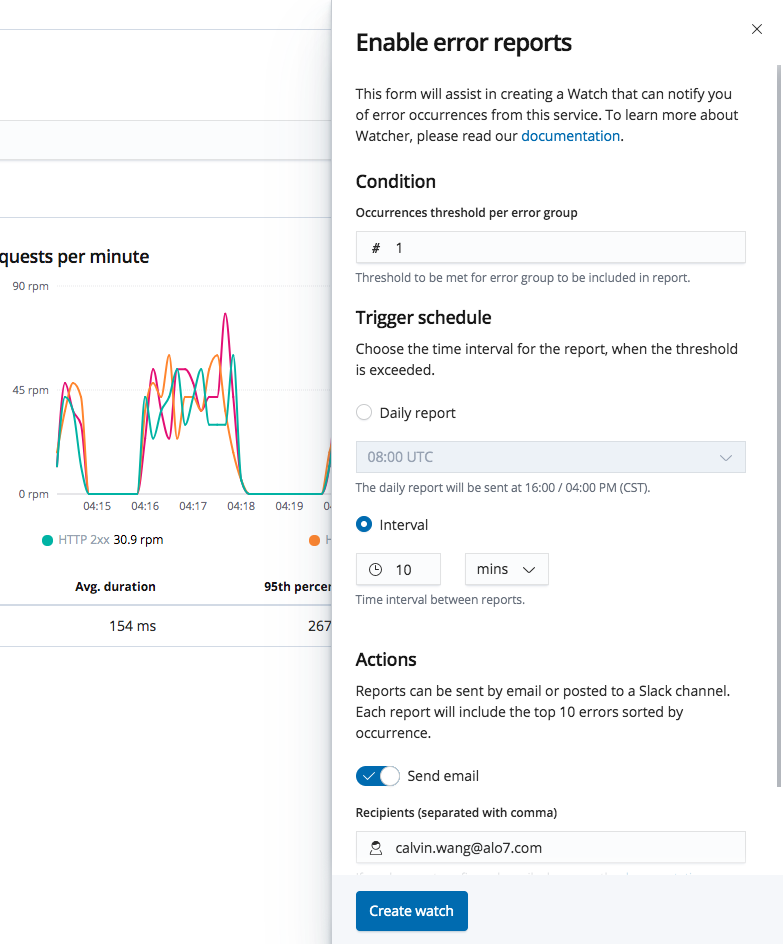 Enable error reports
This form will assist in creating a Watch that can notify you
of error occurrences from this service. To learn more about
Watcher, please read our documentation.
Condition
Occurrences threshold per error group
# 1
Threshold to be met for error group to be included in report.
Trigger schedule
Choose the time interval for the report, when the threshold
is exceeded.
Daily report
08:00 UTC
The daily report will be sent at 16:00 / 04:00 PM (CST).
Interval
10 mins
Time interval between reports.
Actions
Reports can be sent by email or posted to a Slack channel.
Each report will include the top 10 errors sorted by
occurrence.
Send email
Recipients (separated with comma)
calvin.wang@alo7.com
Create watch
quests per minute
90 rpm
45 rpm
0 rpm
04:15 04:16 04:17 04:18 04:19 0
HTTP 2xx 30.9 rpm H
Avg. duration 95th percen
154 ms 267